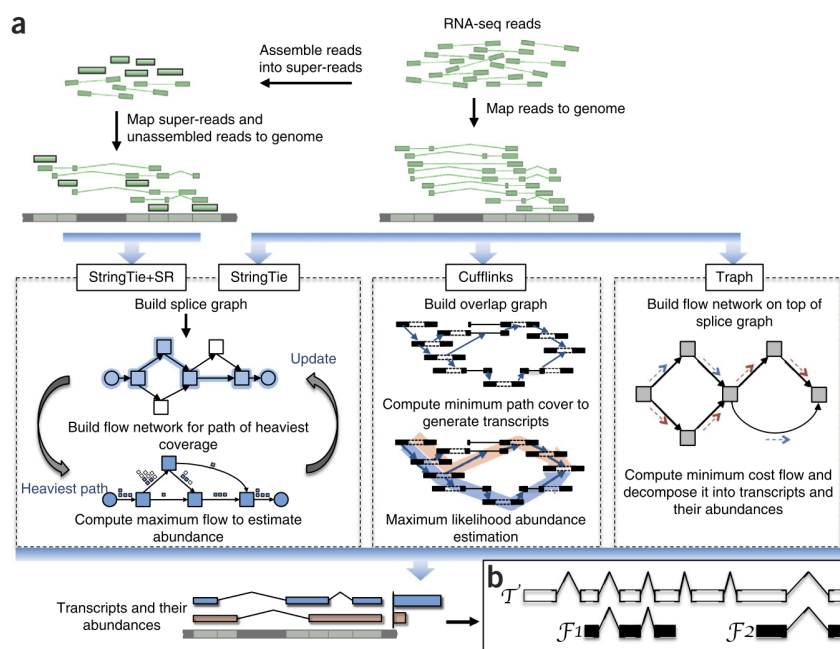 a
RNA-seq reads
Assemble reads
into super-reads
Map super-reads and
unassembled reads to genome
Map reads to genome
StringTie+SR
StringTie
Cufflinks
Traph
Build splice graph
Update
Build flow network for path of heaviest
coverage
Heaviest path
Compute maximum flow to estimate
abundance
Build overlap graph
Compute minimum path cover to
generate transcripts
Maximum likelihood abundance
estimation
Build flow network on top of
splice graph
Compute minimum cost flow and
decompose it into transcripts and
their abundances
Transcripts and their
abundances
b
T
F1
F2